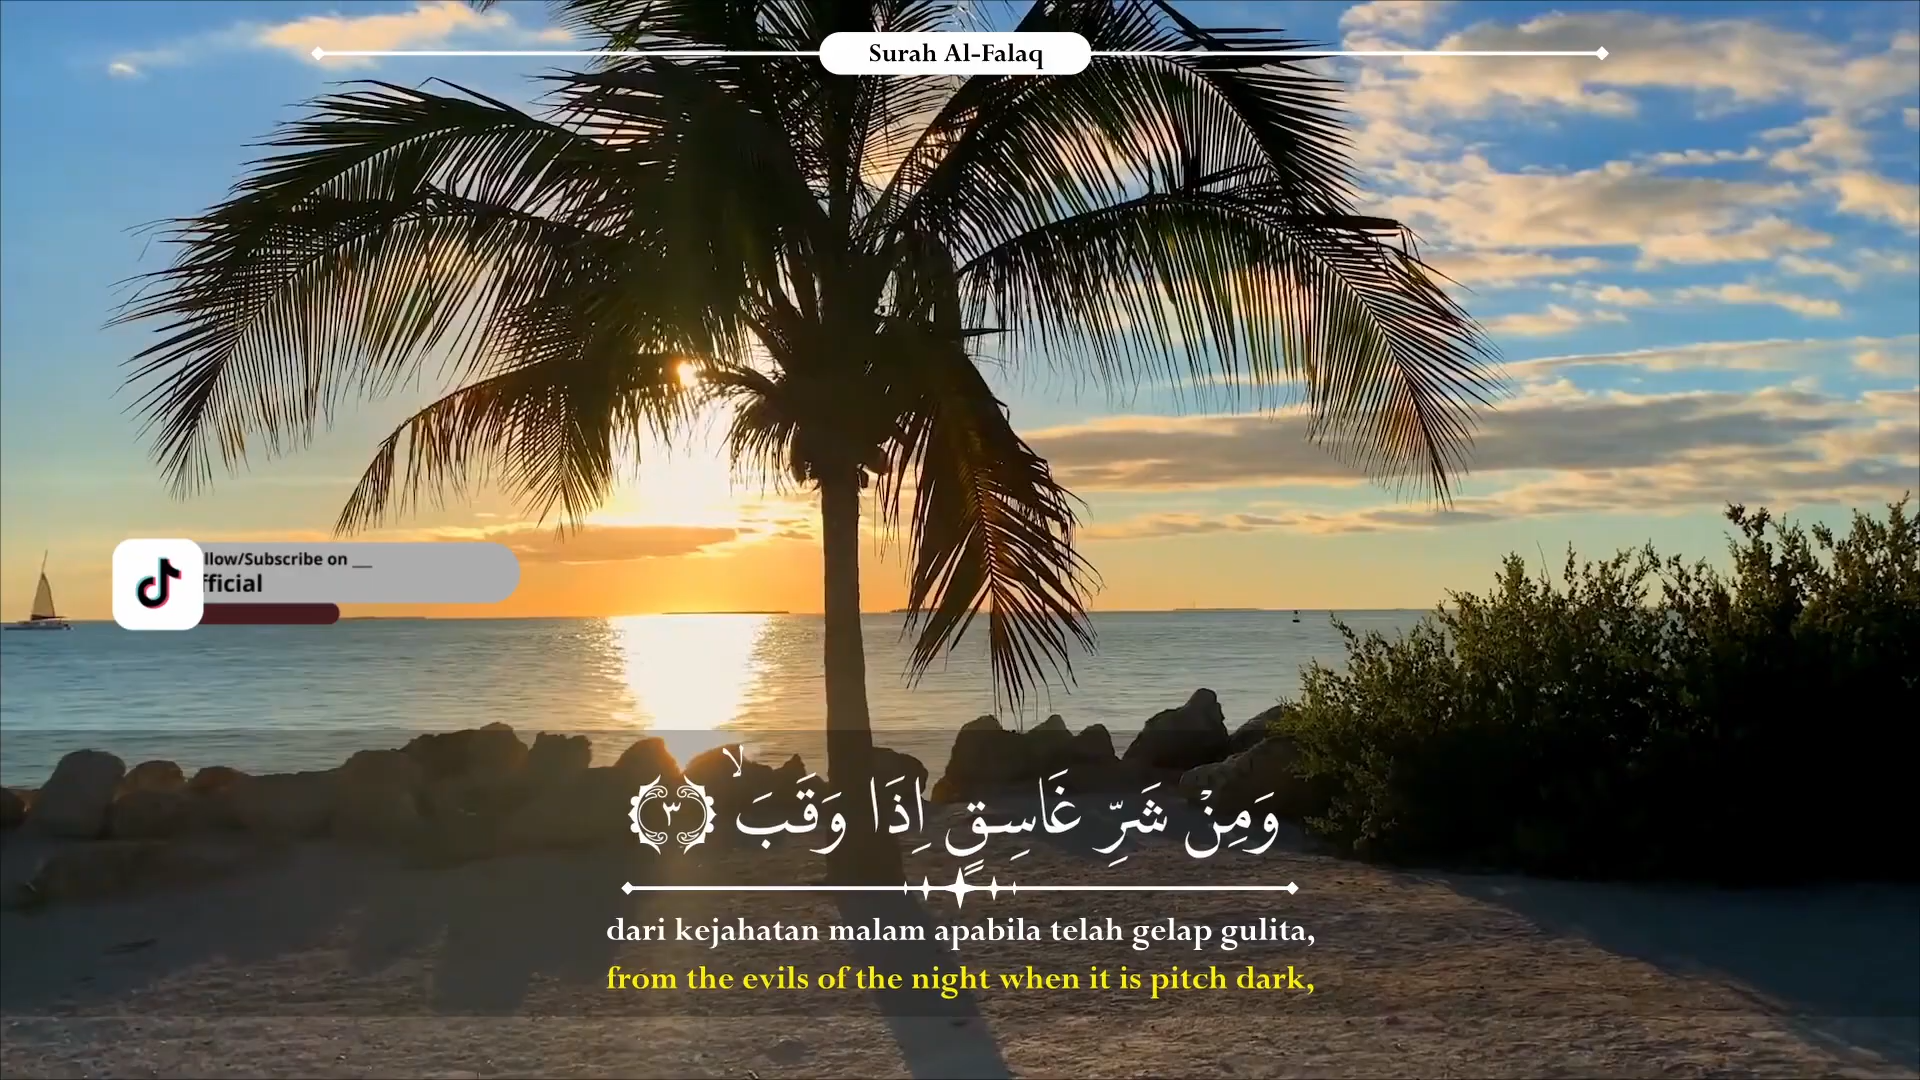 Surah Al-Falaq
llow/Subscribe on __
fficial
وَمِنْ شَرِّ غَاسِقٍ اِذَا وَقَبَۙ ﴿٣﴾
dari kejahatan malam apabila telah gelap gulita,
from the evils of the night when it is pitch dark,